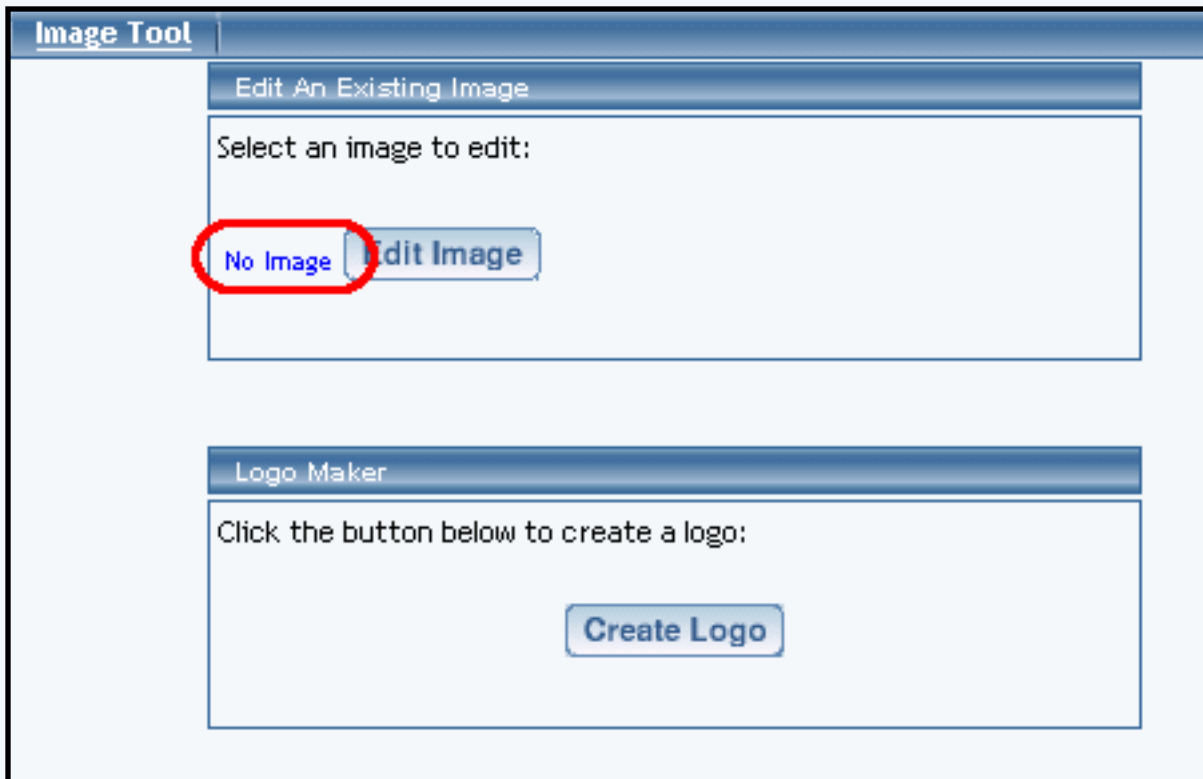 Image Tool
Edit An Existing Image
Select an image to edit:
No Image Edit Image
Logo Maker
Click the button below to create a logo:
Create Logo